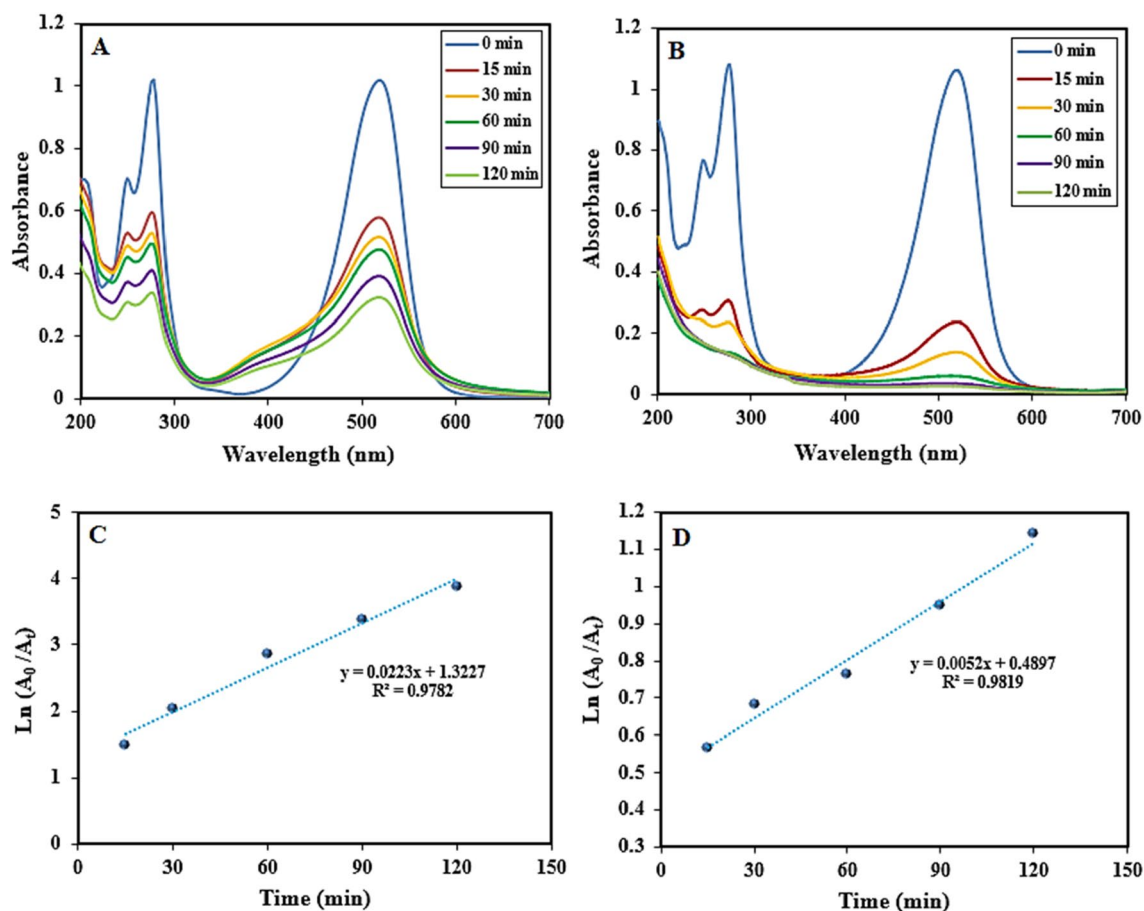 A
0 min
15 min
30 min
60 min
90 min
120 min
1.2
1
0.8
0.6
0.4
0.2
0
Absorbance
200 300 400 500 600 700
Wavelength (nm)
B
0 min
15 min
30 min
60 min
90 min
120 min
1.2
1
0.8
0.6
0.4
0.2
0
Absorbance
200 300 400 500 600 700
Wavelength (nm)
C
5
4
3
2
1
0
Ln (A₀ /Aₜ)
y = 0.0223x + 1.3227
R² = 0.9782
0 30 60 90 120 150
Time (min)
D
1.2
1.1
1
0.9
0.8
0.7
0.6
0.5
0.4
0.3
Ln (A₀ /Aₜ)
y = 0.0052x + 0.4897
R² = 0.9819
0 30 60 90 120 150
Time (min)